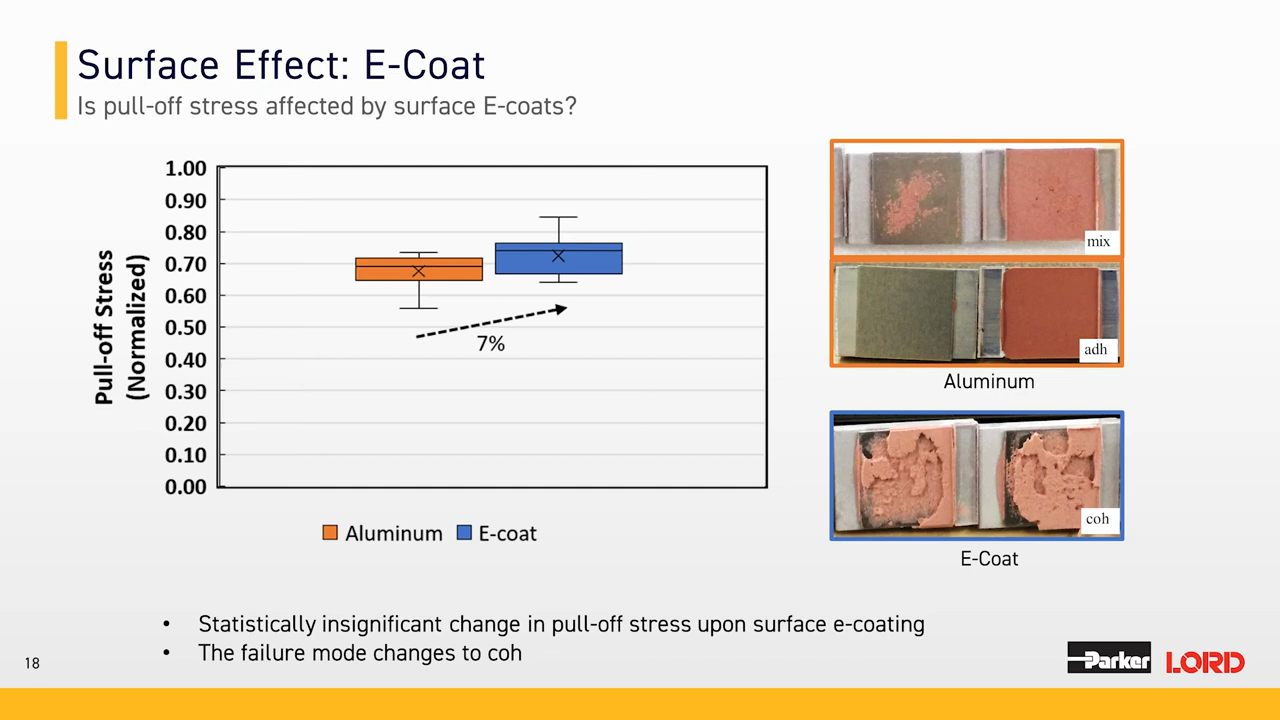 Surface Effect: E-Coat
Is pull-off stress affected by surface E-coats?
Pull-off Stress
(Normalized)
1.00
0.90
0.80
0.70
0.60
0.50
0.40
0.30
0.20
0.10
0.00
7%
Aluminum
E-coat
mix
adh
Aluminum
coh
E-Coat
• Statistically insignificant change in pull-off stress upon surface e-coating
• The failure mode changes to coh
18
Parker
LORD